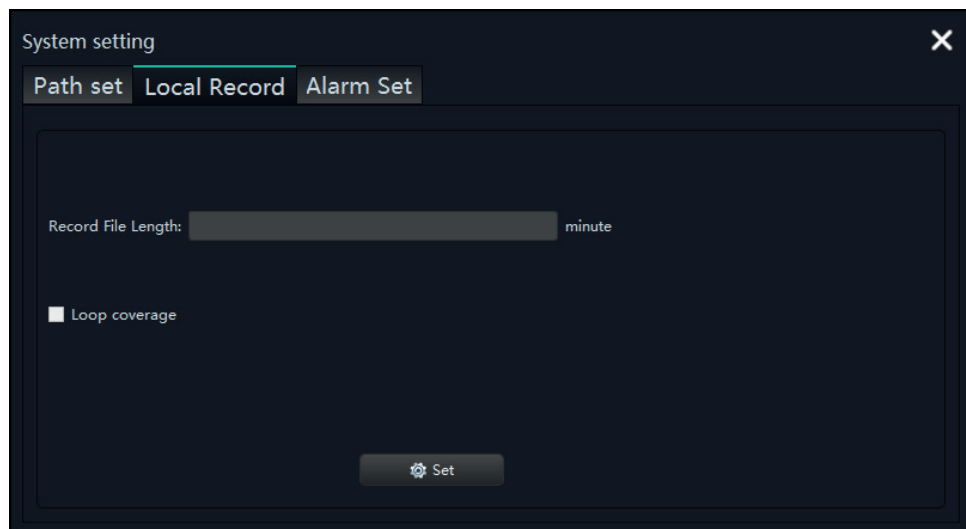 System setting
Path set Local Record Alarm Set
Record File Length: minute
Loop coverage
Set